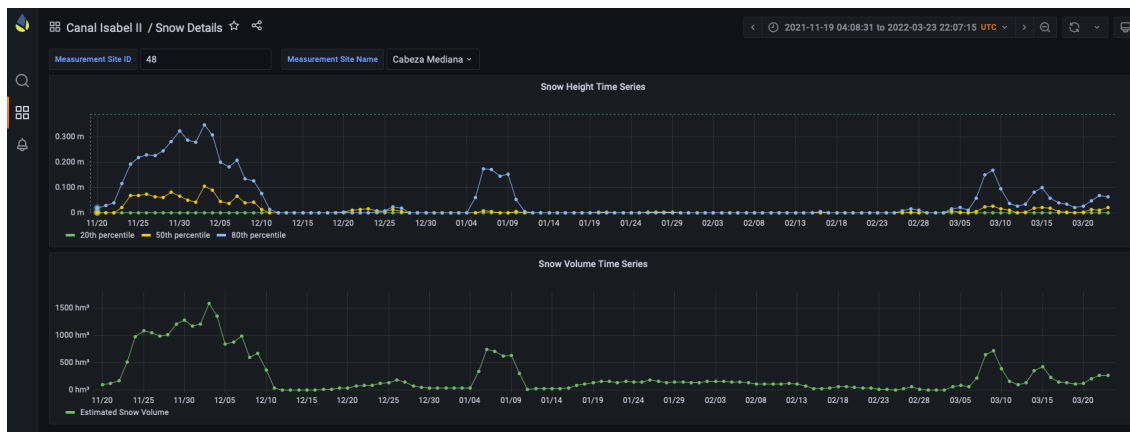 Canal Isabel II / Snow Details
2021-11-19 04:08:31 to 2022-03-23 22:07:15 UTC
Measurement Site ID 48 Measurement Site Name Cabeza Mediana
Snow Height Time Series
0.300 m
0.200 m
0.100 m
0 m
11/20 11/25 11/30 12/05 12/10 12/15 12/20 12/25 12/30 01/04 01/09 01/14 01/19 01/24 01/29 02/03 02/08 02/13 02/18 02/23 02/28 03/05 03/10 03/15 03/20
20th percentile 50th percentile 80th percentile
Snow Volume Time Series
1500 hm³
1000 hm³
500 hm³
0 hm³
11/20 11/25 11/30 12/05 12/10 12/15 12/20 12/25 12/30 01/04 01/09 01/14 01/19 01/24 01/29 02/03 02/08 02/13 02/18 02/23 02/28 03/05 03/10 03/15 03/20
Estimated Snow Volume